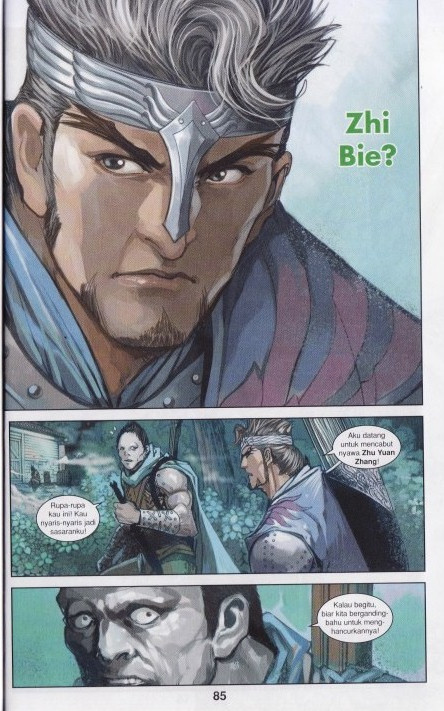 Zhi
Bie?
Aku datang
untuk mencabut
nyawa Zhu Yuan
Zhang!
Rupa-rupa
kau ini! Kau
nyaris-nyaris jadi
sasaranku!
Kalau begitu,
biar kita berganding-
bahu untuk meng-
hancurkannya!
85